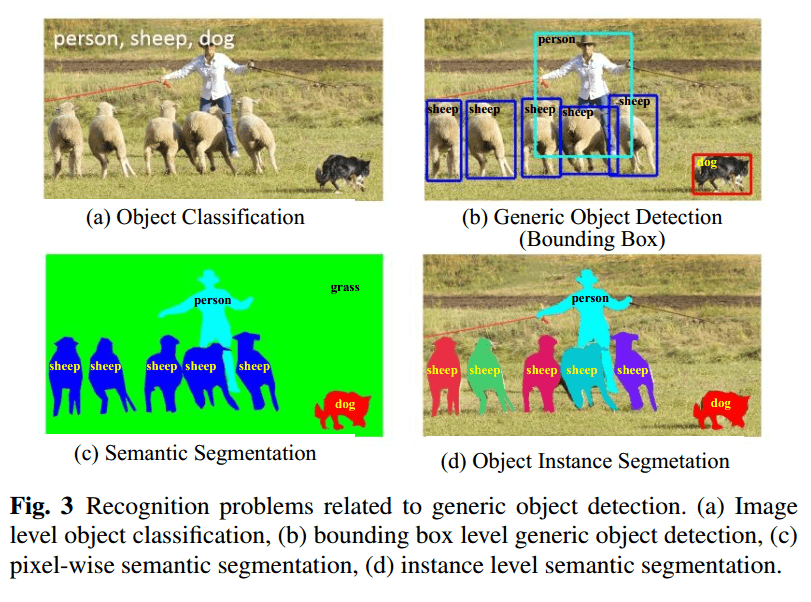 person, sheep, dog
(a) Object Classification
person
sheep
sheep
sheep
sheep
sheep
dog
(b) Generic Object Detection
(Bounding Box)
grass
person
sheep
sheep
sheep
sheep
sheep
dog
(c) Semantic Segmentation
person
sheep
sheep
sheep
sheep
sheep
dog
(d) Object Instance Segmetation
Fig. 3 Recognition problems related to generic object detection. (a) Image
level object classification, (b) bounding box level generic object detection, (c)
pixel-wise semantic segmentation, (d) instance level semantic segmentation.